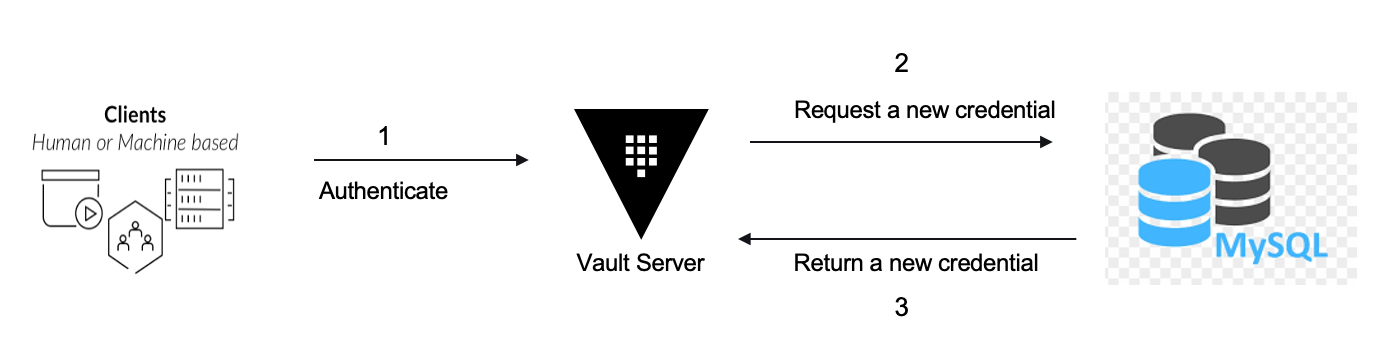 Clients
Human or Machine based
1
Authenticate
Vault Server
2
Request a new credential
Return a new credential
3
MySQL